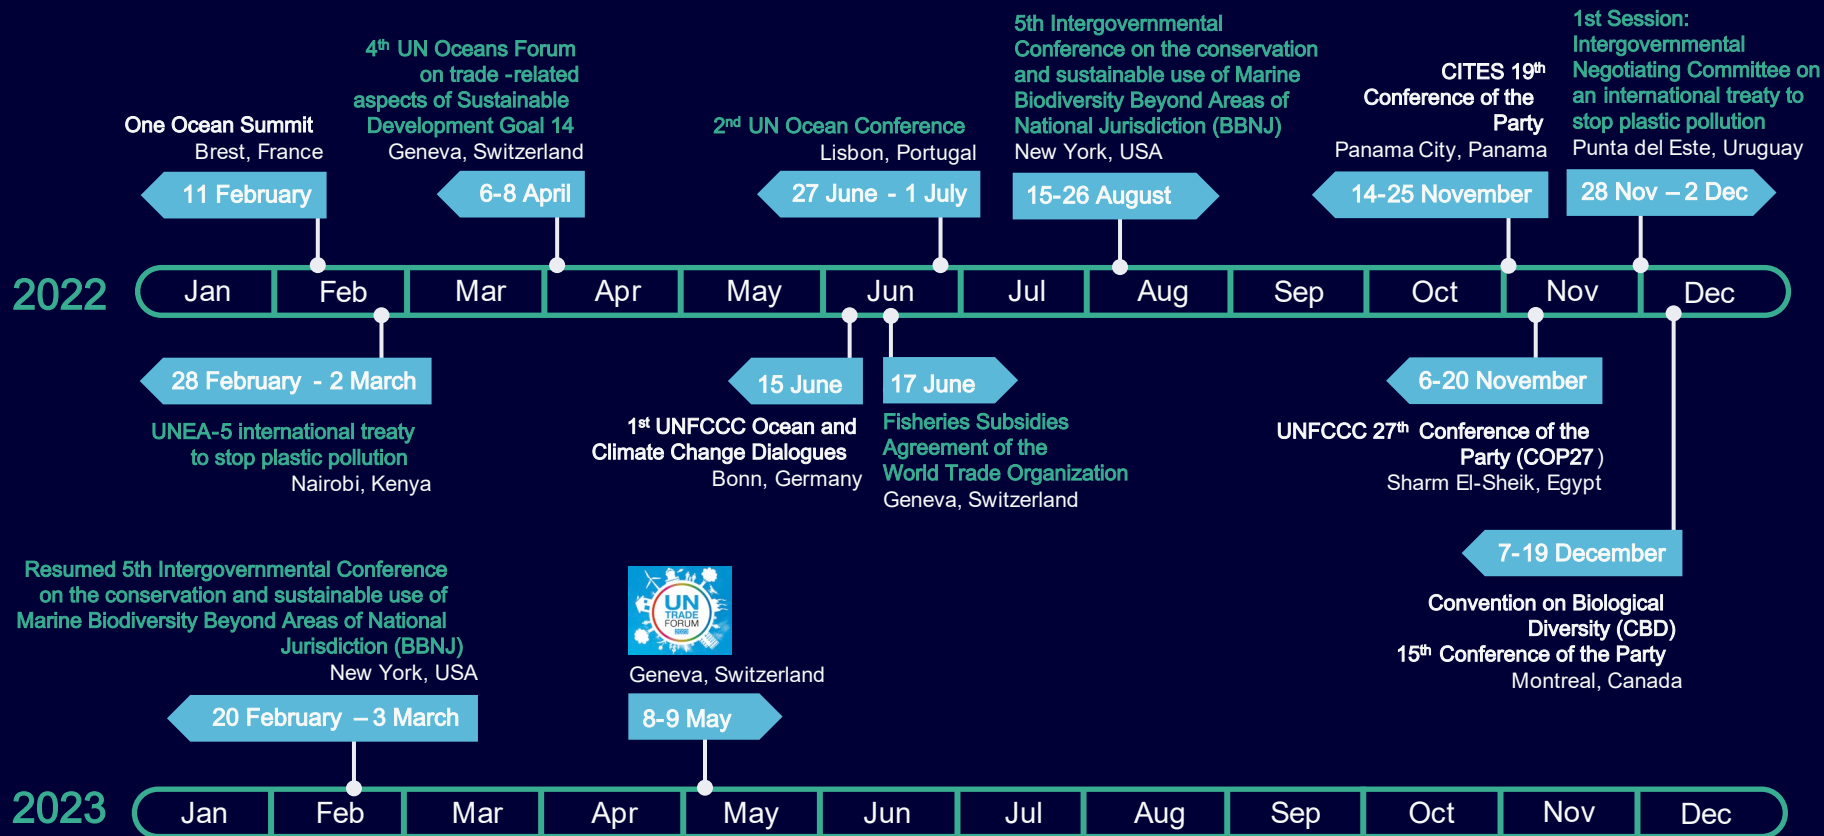 One Ocean Summit
Brest, France
11 February
4th UN Oceans Forum
on trade -related
aspects of Sustainable
Development Goal 14
Geneva, Switzerland
6-8 April
2nd UN Ocean Conference
Lisbon, Portugal
27 June - 1 July
5th Intergovernmental
Conference on the conservation
and sustainable use of Marine
Biodiversity Beyond Areas of
National Jurisdiction (BBNJ)
New York, USA
15-26 August
CITES 19th
Conference of the
Party
Panama City, Panama
14-25 November
1st Session:
Intergovernmental
Negotiating Committee on
an international treaty to
stop plastic pollution
Punta del Este, Uruguay
28 Nov – 2 Dec
2022
Jan Feb Mar Apr May Jun Jul Aug Sep Oct Nov Dec
28 February - 2 March
UNEA-5 international treaty
to stop plastic pollution
Nairobi, Kenya
15 June
1st UNFCCC Ocean and
Climate Change Dialogues
Bonn, Germany
17 June
Fisheries Subsidies
Agreement of the
World Trade Organization
Geneva, Switzerland
6-20 November
UNFCCC 27th Conference of the
Party (COP27)
Sharm El-Sheik, Egypt
7-19 December
Convention on Biological
Diversity (CBD)
15th Conference of the Party
Montreal, Canada
Resumed 5th Intergovernmental Conference
on the conservation and sustainable use of
Marine Biodiversity Beyond Areas of National
Jurisdiction (BBNJ)
New York, USA
20 February – 3 March
UN
TRADE
FORUM
Geneva, Switzerland
8-9 May
2023
Jan Feb Mar Apr May Jun Jul Aug Sep Oct Nov Dec